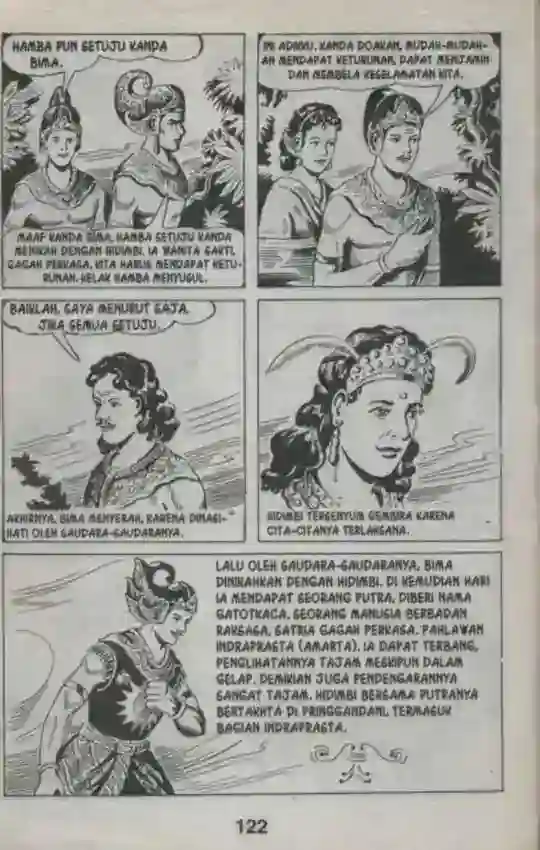 HAMBA PUN SETUJU KANDA
BIMA.
MAAF KANDA BIMA, HAMBA SETUJU KANDA
MENIKAH DENGAN HIDIMBI. IA WANITA SAKTI,
GAGAH PERKASA. KITA HARUS MENDAPAT KETU-
RUNAN. KELAK HAMBA MENYUSUL.
INI ADIKKU. KANDA DOAKAN, MUDAH-MUDAH-
AN MENDAPAT KETURUNAN, DAPAT MENJAMIN
DAN MEMBELA KESELAMATAN KITA.
BAIKLAH, SAYA MENURUT SAJA,
JIKA SEMUA SETUJU.
AKHIRNYA, BIMA MENYERAH, KARENA DINASI-
HATI OLEH SAUDARA-SAUDARANYA.
HIDIMBI TERSENYUM GEMBIRA KARENA
CITA-CITANYA TERLAKSANA.
LALU OLEH SAUDARA-SAUDARANYA, BIMA
DINIKAHKAN DENGAN HIDIMBI. DI KEMUDIAN HARI
IA MENDAPAT SEORANG PUTRA, DIBERI NAMA
GATOTKACA. SEORANG MANUSIA BERBADAN
RAKSASA, SATRIA GAGAH PERKASA. PAHLAWAN
INDRAPRASTA (AMARTA). IA DAPAT TERBANG,
PENGLIHATANNYA TAJAM MESKIPUN DALAM
GELAP. DEMIKIAN JUGA PENDENGARANNYA
SANGAT TAJAM. HIDIMBI BERSAMA PUTRANYA
BERTAKHTA DI PRINGGANDANI, TERMASUK
BAGIAN INDRAPRASTA.
122